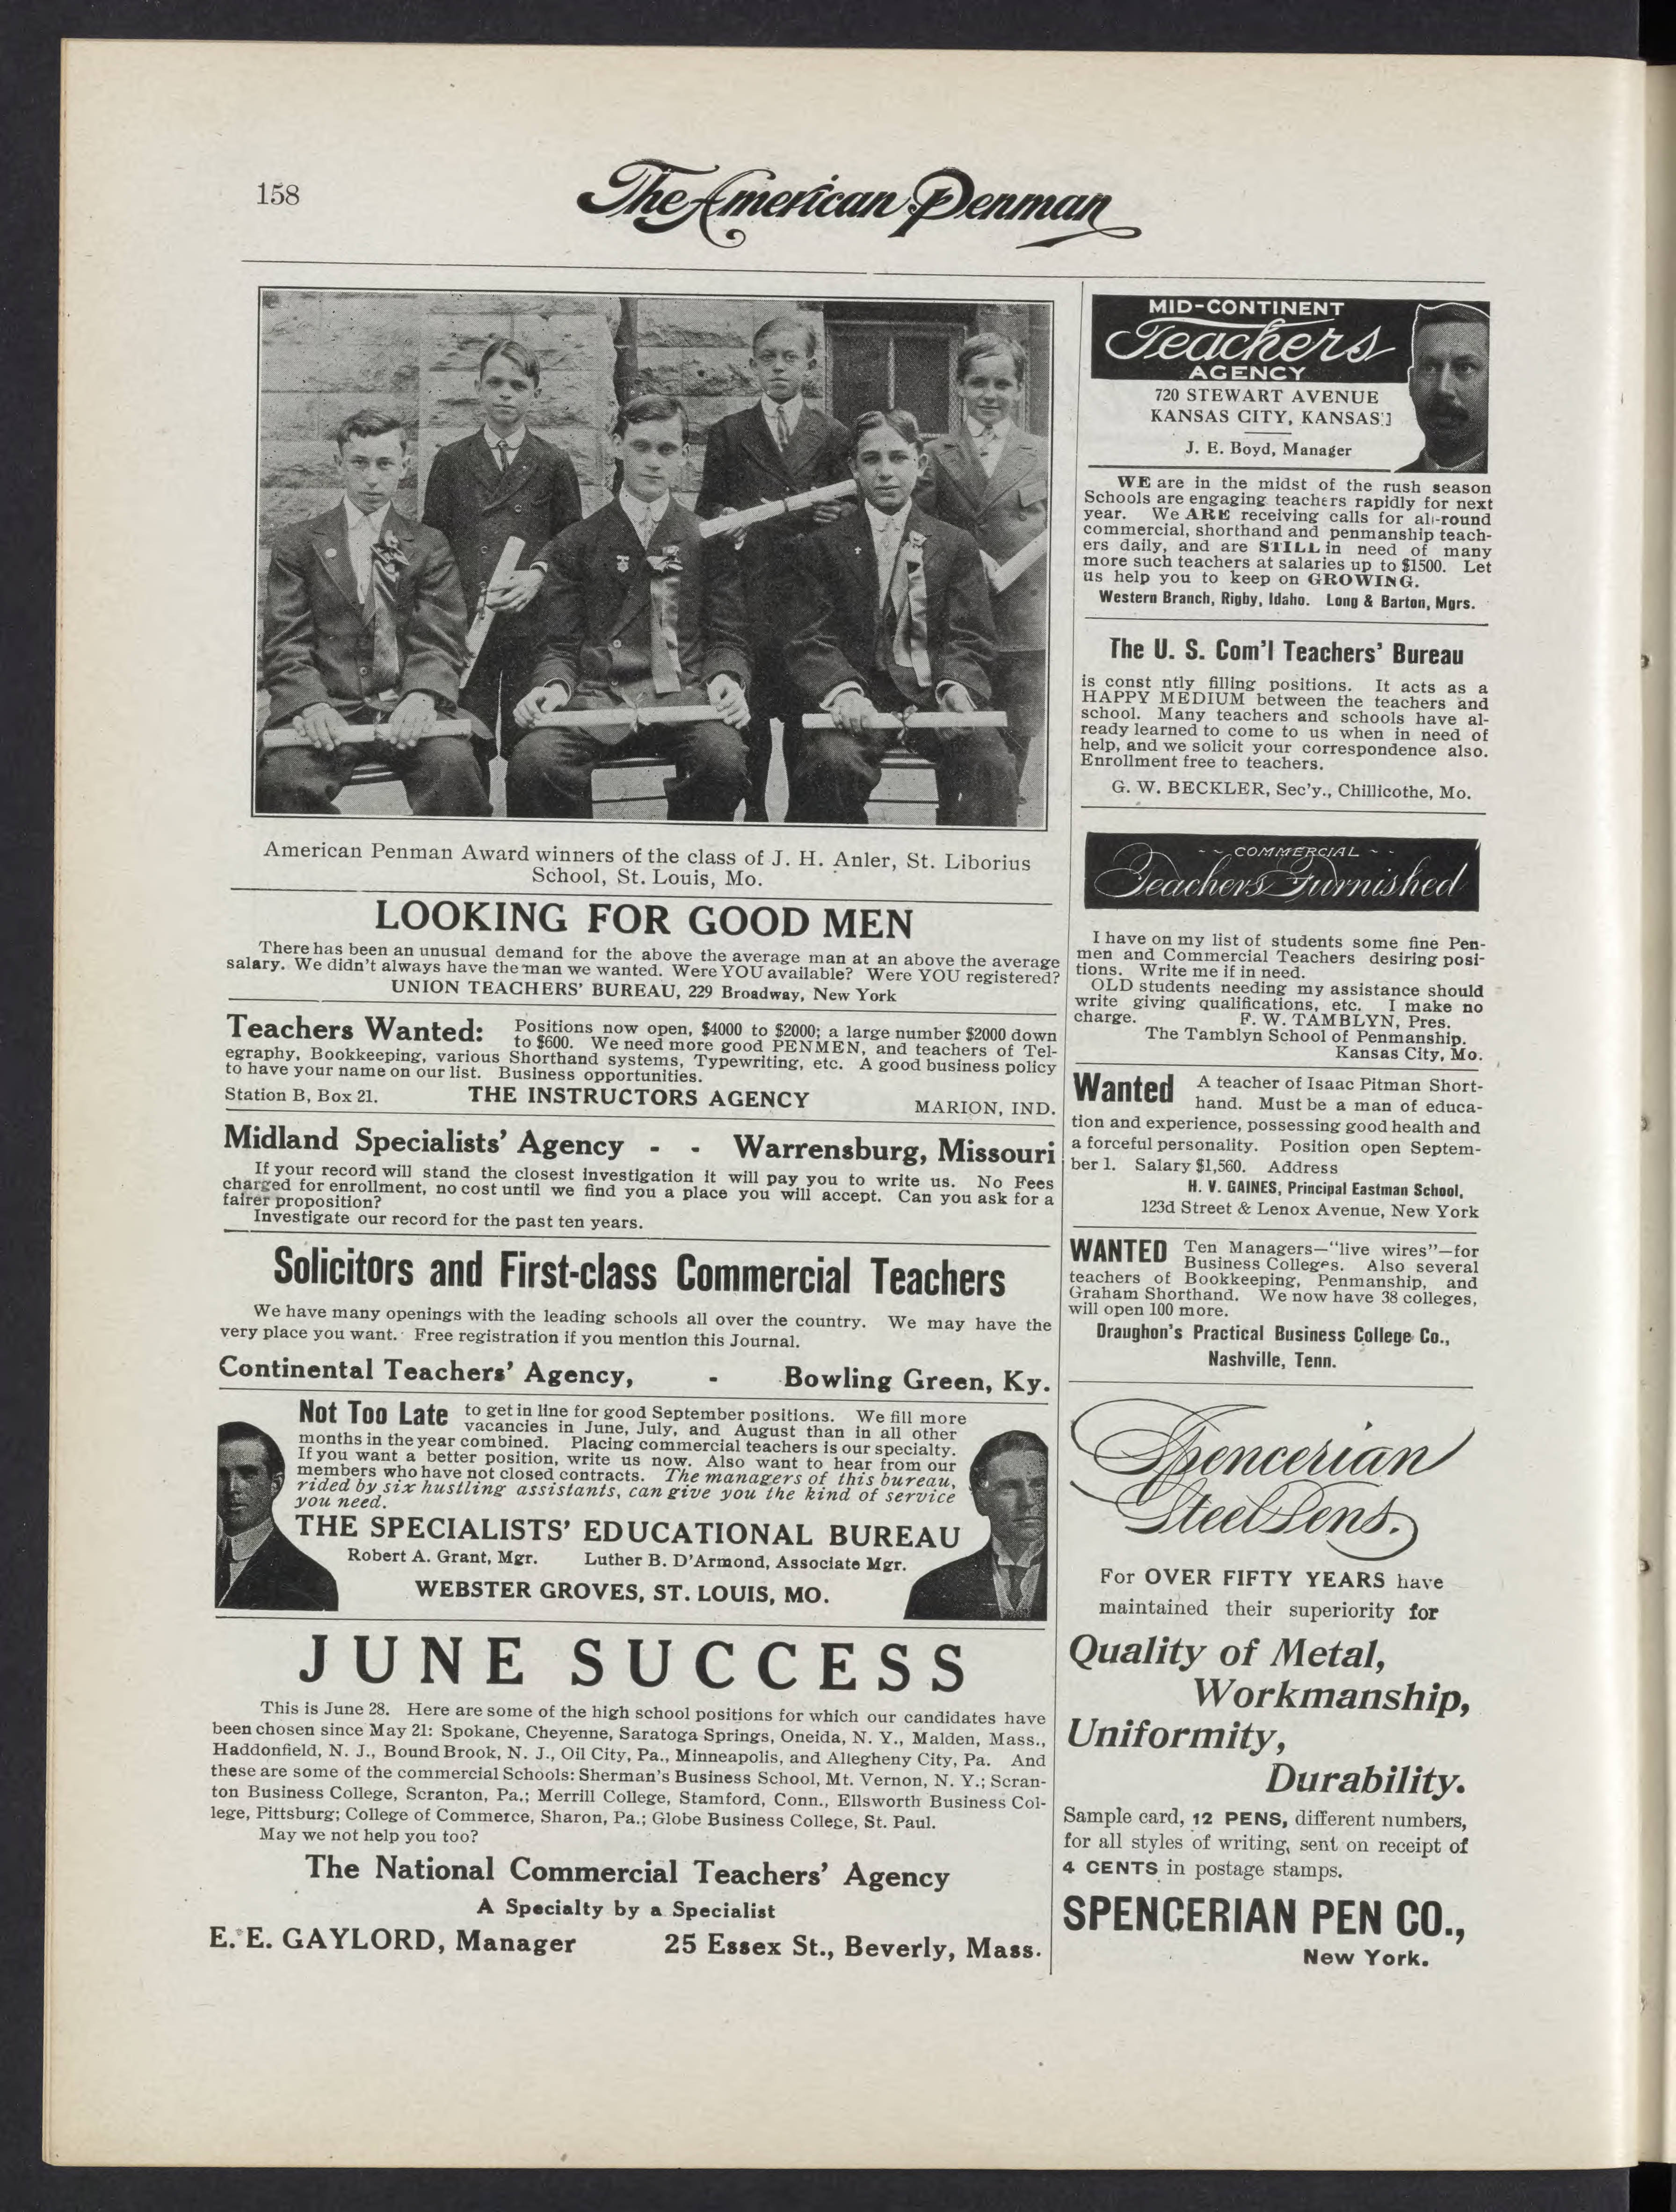 158
The American Penman
American Penman Award winners of the class of J. H. Anler, St. Liborius
School, St. Louis, Mo.
LOOKING FOR GOOD MEN
There has been an unusual demand for the above the average man at an above the average
salary. We didn't always have the man we wanted. Were YOU available? Were YOU registered?
UNION TEACHERS' BUREAU, 229 Broadway, New York
Teachers Wanted: Positions now open, $4000 to $2000; a large number $2000 down
to $600. We need more good PENMEN, and teachers of Tel-
egraphy, Bookkeeping, various Shorthand systems, Typewriting, etc. A good business policy
to have your name on our list. Business opportunities.
Station B, Box 21. THE INSTRUCTORS AGENCY MARION, IND.
Midland Specialists' Agency - - Warrensburg, Missouri
If your record will stand the closest investigation it will pay you to write us. No Fees
charged for enrollment, no cost until we find you a place you will accept. Can you ask for a
fairer proposition?
Investigate our record for the past ten years.
Solicitors and First-class Commercial Teachers
We have many openings with the leading schools all over the country. We may have the
very place you want. Free registration if you mention this Journal.
Continental Teachers' Agency, - Bowling Green, Ky.
Not Too Late to get in line for good September positions. We fill more
vacancies in June, July, and August than in all other
months in the year combined. Placing commercial teachers is our specialty.
If you want a better position, write us now. Also want to hear from our
members who have not closed contracts. The managers of this bureau,
rided by six hustling assistants, can give you the kind of service
you need.
THE SPECIALISTS' EDUCATIONAL BUREAU
Robert A. Grant, Mgr. Luther B. D'Armond, Associate Mgr.
WEBSTER GROVES, ST. LOUIS, MO.
JUNE SUCCESS
This is June 28. Here are some of the high school positions for which our candidates have
been chosen since May 21: Spokane, Cheyenne, Saratoga Springs, Oneida, N. Y., Malden, Mass.,
Haddonfield, N. J., Bound Brook, N. J., Oil City, Pa., Minneapolis, and Allegheny City, Pa. And
these are some of the commercial Schools: Sherman's Business School, Mt. Vernon, N. Y.; Scran-
ton Business College, Scranton, Pa.; Merrill College, Stamford, Conn., Ellsworth Business Col-
lege, Pittsburg; College of Commerce, Sharon, Pa.; Globe Business College, St. Paul.
May we not help you too?
The National Commercial Teachers' Agency
A Specialty by a Specialist
E. E. GAYLORD, Manager 25 Essex St., Beverly, Mass.
MID-CONTINENT
Teachers
AGENCY
720 STEWART AVENUE
KANSAS CITY, KANSAS
J. E. Boyd, Manager
WE are in the midst of the rush season
Schools are engaging teachers rapidly for next
year. We ARE receiving calls for all-round
commercial, shorthand and penmanship teach-
ers daily, and are STILL in need of many
more such teachers at salaries up to $1500. Let
us help you to keep on GROWING.
Western Branch, Rigby, Idaho. Long & Barton, Mgrs.
The U. S. Com'l Teachers' Bureau
is const ntly filling positions. It acts as a
HAPPY MEDIUM between the teachers and
school. Many teachers and schools have al-
ready learned to come to us when in need of
help, and we solicit your correspondence also.
Enrollment free to teachers.
G. W. BECKLER, Sec'y., Chillicothe, Mo.
COMMERCIAL
Teachers Furnished
I have on my list of students some fine Pen-
men and Commercial Teachers desiring posi-
tions. Write me if in need.
OLD students needing my assistance should
write giving qualifications, etc. I make no
charge. F. W. TAMBLYN, Pres.
The Tamblyn School of Penmanship.
Kansas City, Mo.
Wanted A teacher of Isaac Pitman Short-
hand. Must be a man of educa-
tion and experience, possessing good health and
a forceful personality. Position open Septem-
ber 1. Salary $1,560. Address
H. V. GAINES, Principal Eastman School,
123d Street & Lenox Avenue, New York
WANTED Ten Managers—"live wires"—for
Business Colleges. Also several
teachers of Bookkeeping, Penmanship, and
Graham Shorthand. We now have 38 colleges,
will open 100 more.
Draughon's Practical Business College Co.,
Nashville, Tenn.
Spencerian
Steel Pens.
For OVER FIFTY YEARS have
maintained their superiority for
Quality of Metal,
Workmanship,
Uniformity,
Durability.
Sample card, 12 PENS, different numbers,
for all styles of writing, sent on receipt of
4 CENTS in postage stamps.
SPENCERIAN PEN CO.,
New York.